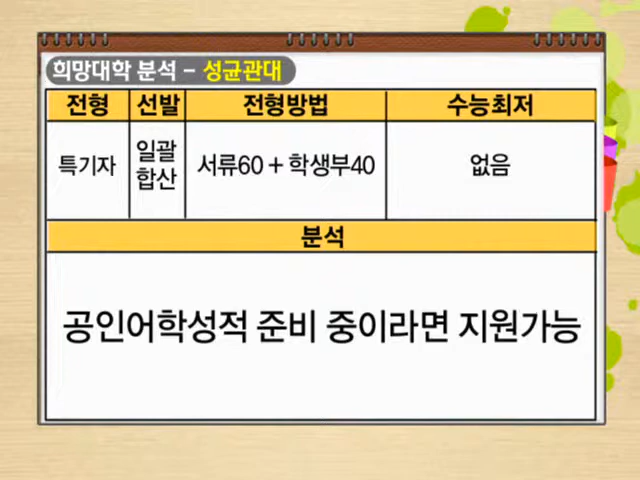 희망대학 분석 - 성균관대
전형 선발 전형방법 수능최저
특기자 일괄합산 서류60 + 학생부40 없음
분석
공인어학성적 준비 중이라면 지원가능